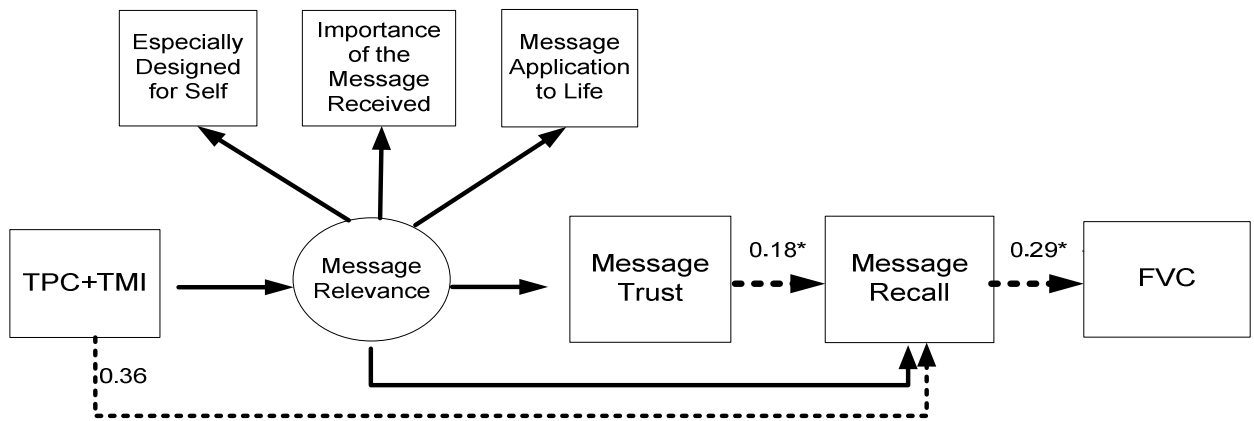 Especially
Designed
for Self
Importance
of the
Message
Received
Message
Application
to Life
TPC+TMI
Message
Relevance
Message
Trust
0.18*
Message
Recall
0.29*
FVC
0.36